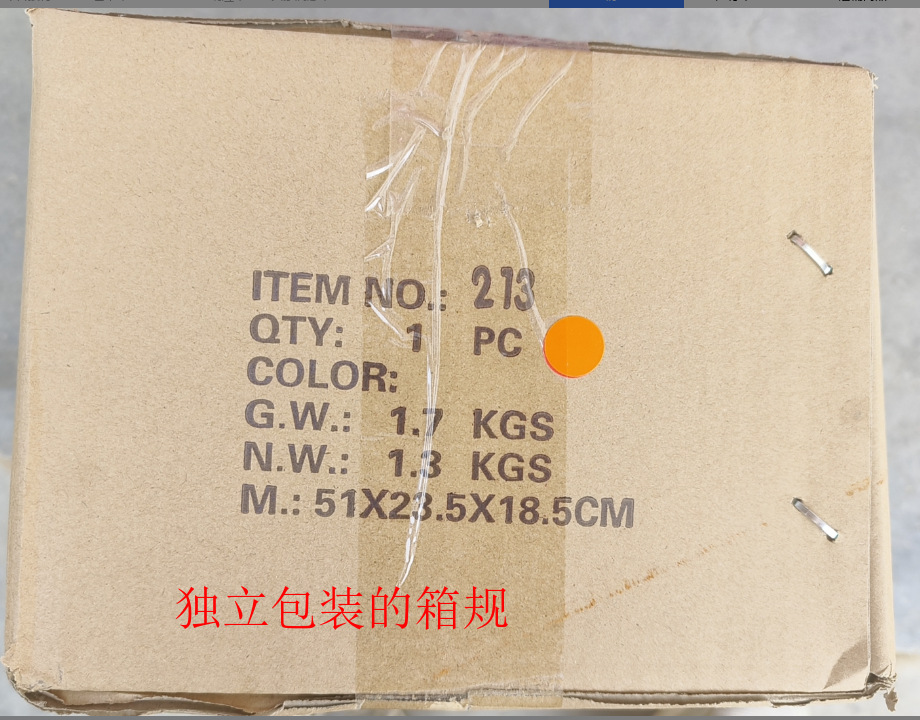 ITEM NO.: 213
QTY: 1 PC
COLOR:
G.W.: 1.7 KGS
N.W.: 1.3 KGS
M.: 51X23.5X18.5CM
独立包装的箱规